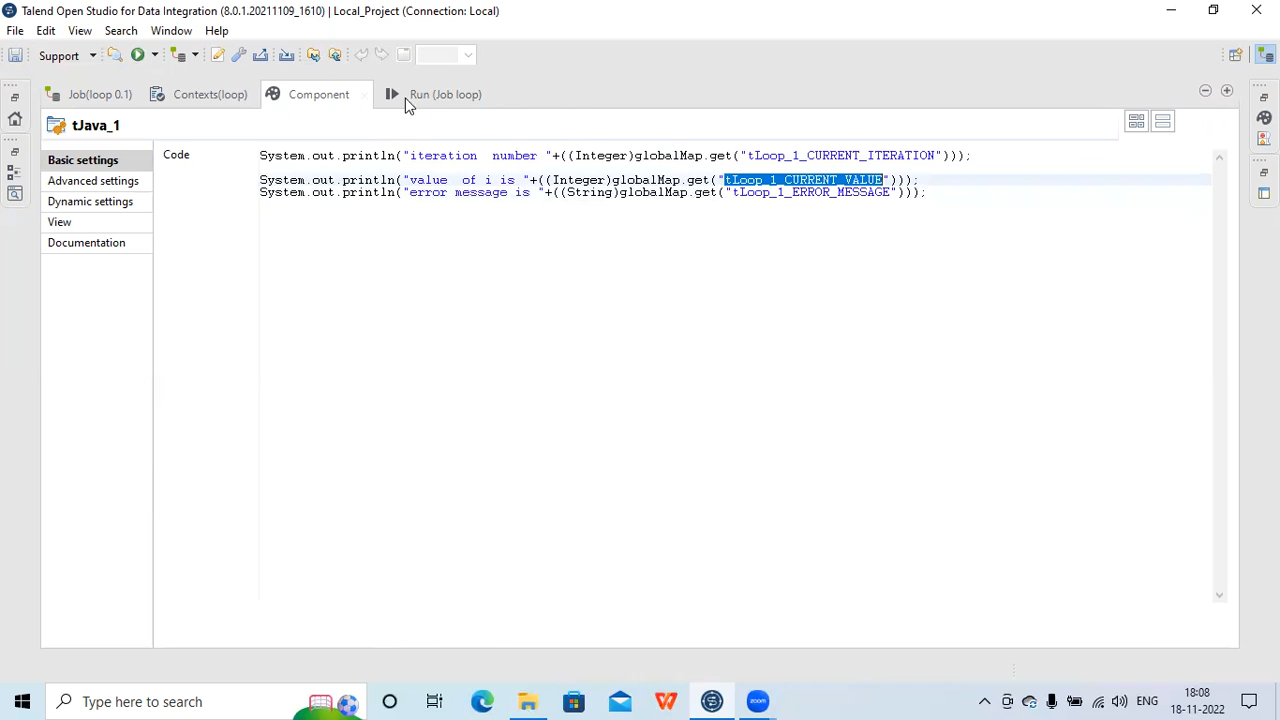 Talend Open Studio for Data Integration (8.0.1.20211109_1610) | Local_Project (Connection: Local)
File Edit View Search Window Help
Support
Job(loop 0.1) Contexts(loop) Component Run (Job loop)
tJava_1
Basic settings
Advanced settings
Dynamic settings
View
Documentation
Code
System.out.println("iteration  number "+((Integer)globalMap.get("tLoop_1_CURRENT_ITERATION")));
System.out.println("value  of i is "+((Integer)globalMap.get("tLoop_1_CURRENT_VALUE")));
System.out.println("error message is "+((String)globalMap.get("tLoop_1_ERROR_MESSAGE")));
Type here to search
W
zoom
ENG
18:08
18-11-2022